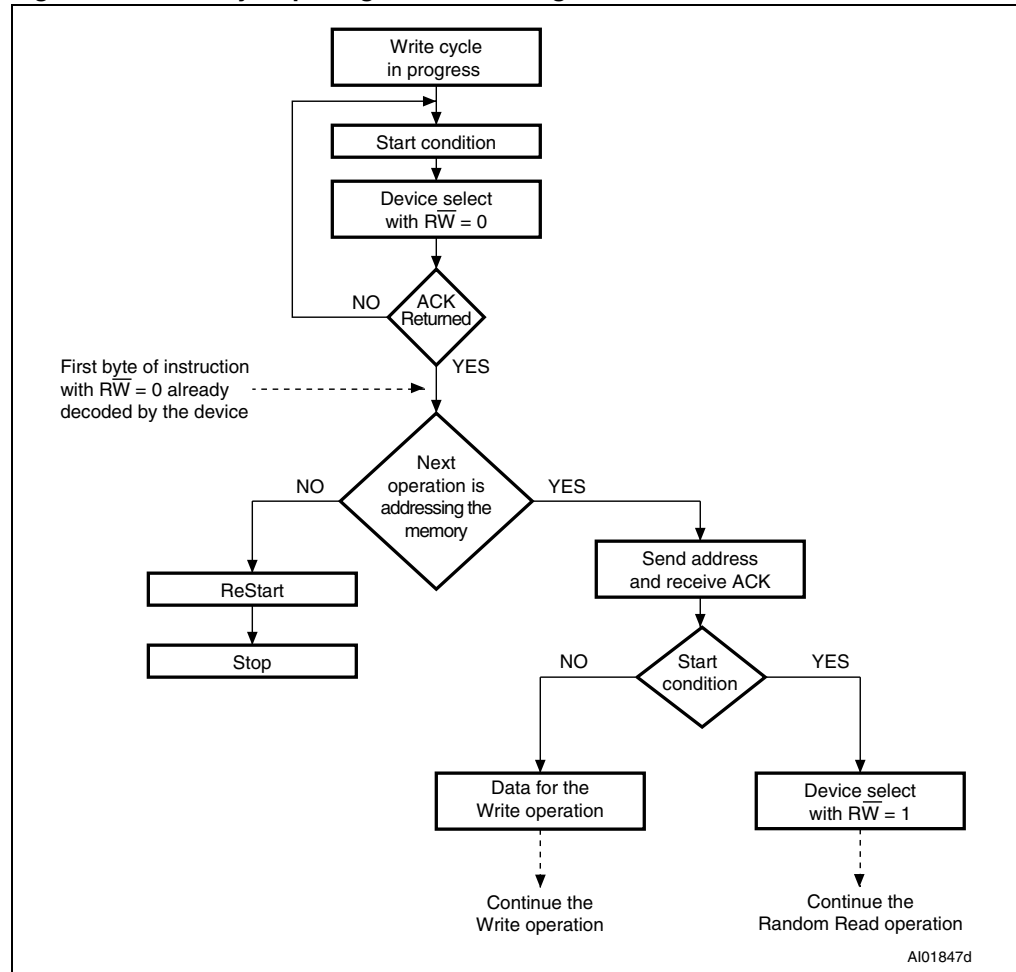 Write cycle
in progress
Start condition
Device select
with RW̅ = 0
NO
ACK
Returned
YES
First byte of instruction
with RW̅ = 0 already
decoded by the device
Next
operation is
addressing the
memory
NO
YES
Send address
and receive ACK
ReStart
Stop
Start
condition
NO
YES
Data for the
Write operation
Device select
with RW̅ = 1
Continue the
Write operation
Continue the
Random Read operation
AI01847d